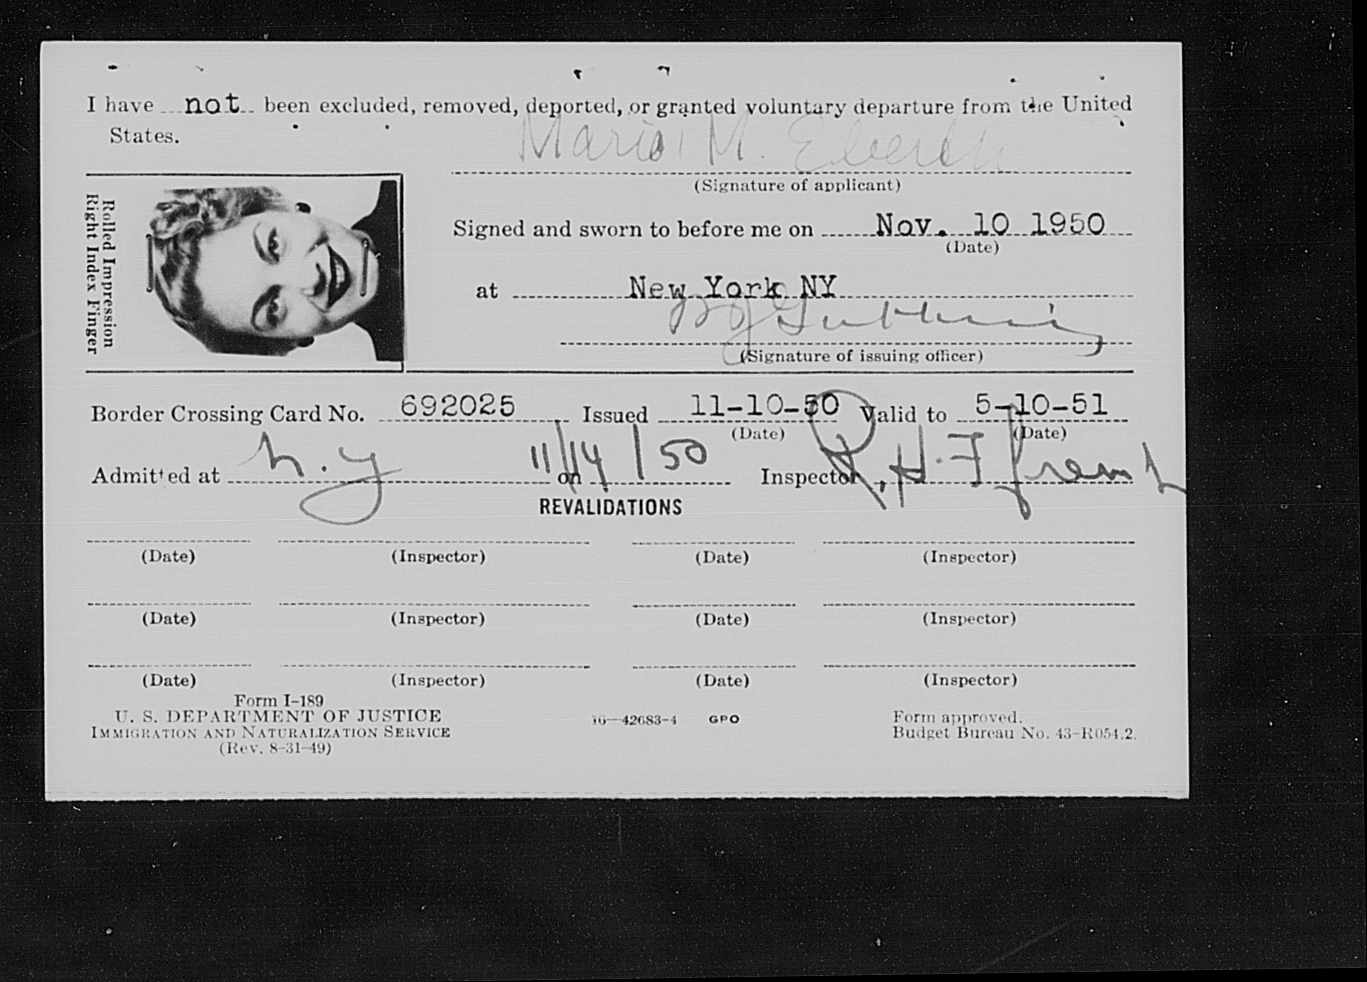 I have not been excluded, removed, deported, or granted voluntary departure from the United
States.
M.
(Signature of applicant)
Rolled Impression
Right Index Finger
Signed and sworn to before me on Nov. 10 1950
(Date)
at New York NY
(Signature of issuing officer)
Border Crossing Card No. 692025 Issued 11-10-50 Valid to 5-10-51
(Date) (Date)
Admitted at N.Y on 11/14/50 Inspector
REVALIDATIONS
(Date) (Inspector) (Date) (Inspector)
(Date) (Inspector) (Date) (Inspector)
(Date) (Inspector) (Date) (Inspector)
Form I-189
U. S. DEPARTMENT OF JUSTICE
IMMIGRATION AND NATURALIZATION SERVICE
(Rev. 8-31-49)
16—42683-4 GPO
Form approved.
Budget Bureau No. 43-R054.2.